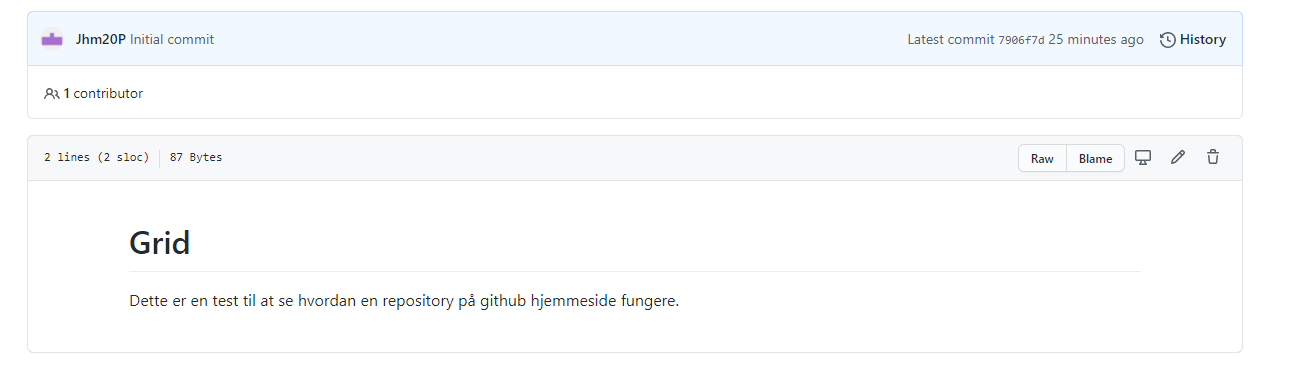 Jhm20P Initial commit Latest commit 7906f7d 25 minutes ago History
1 contributor
2 lines (2 sloc) 87 Bytes Raw Blame
Grid
Dette er en test til at se hvordan en repository på github hjemmeside fungere.